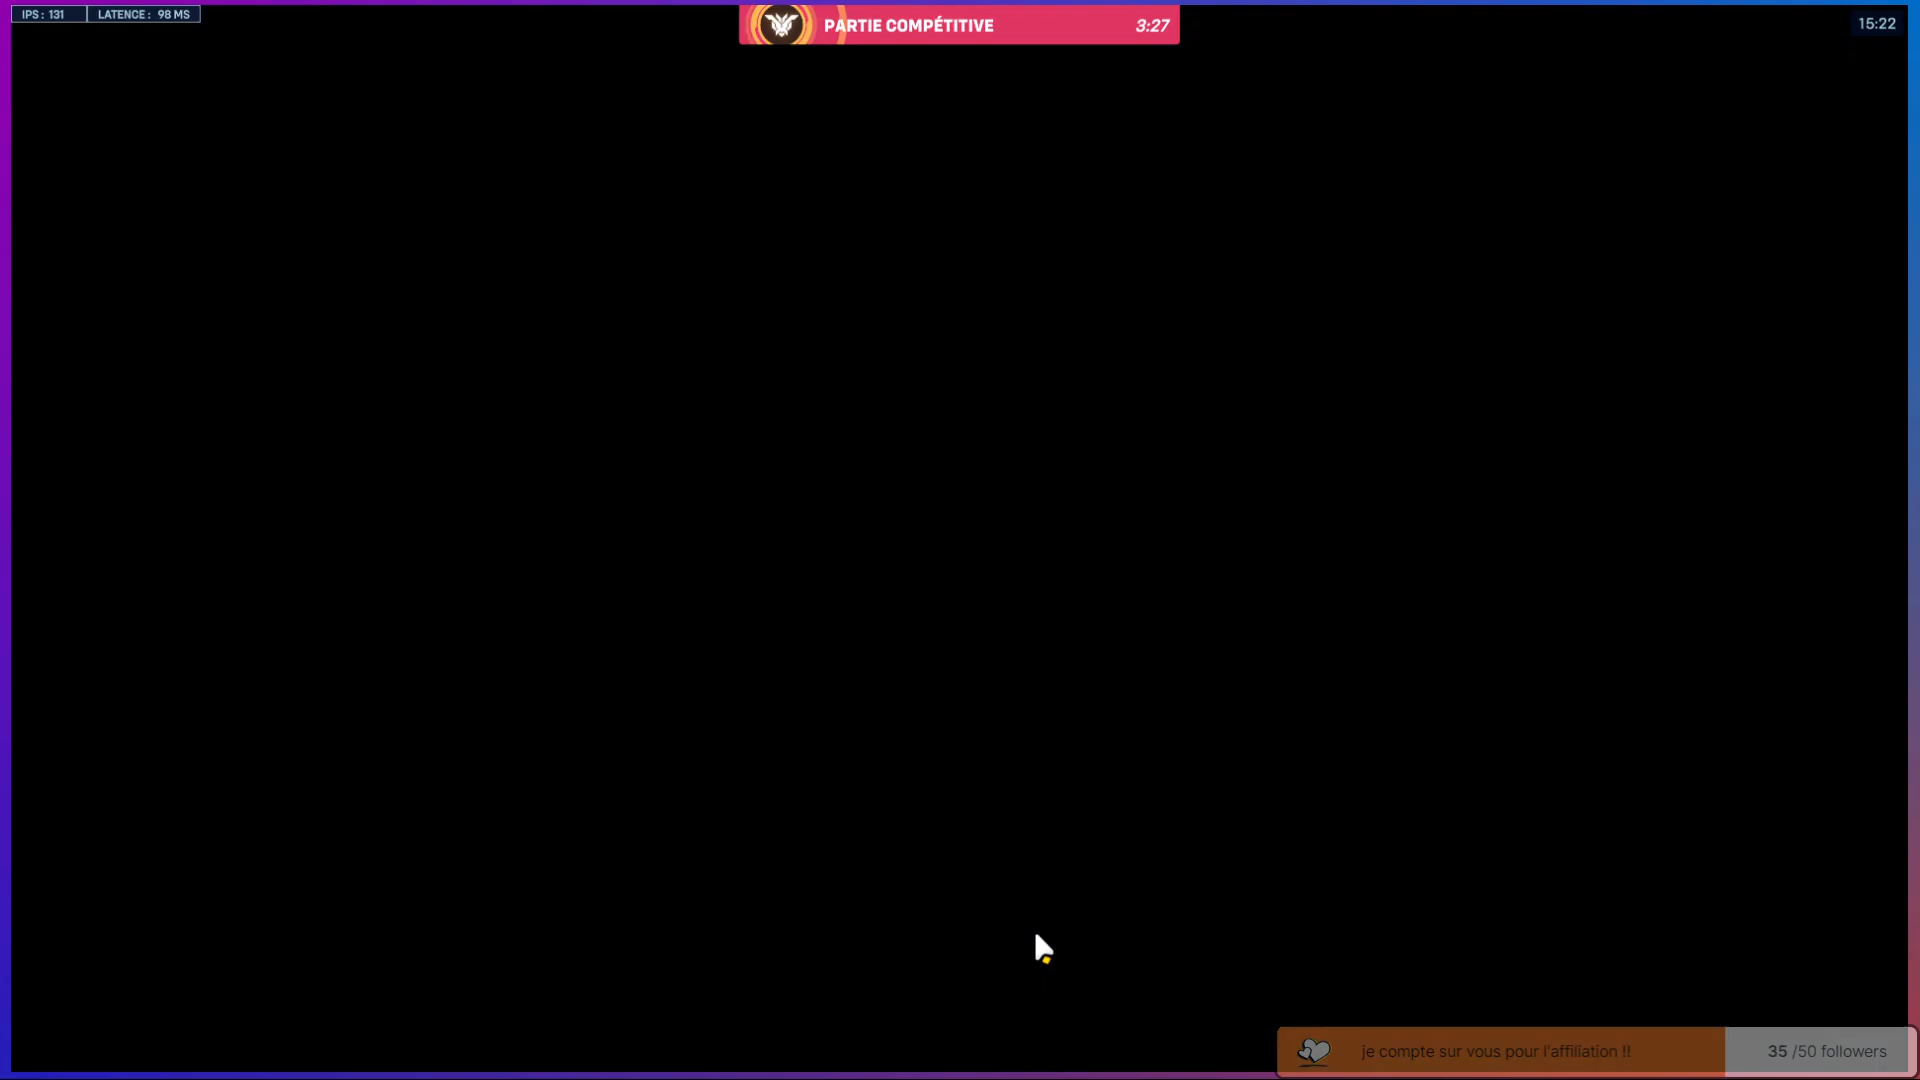 IPS : 131 LATENCE : 98 MS
PARTIE COMPÉTITIVE 3:27
15:22
je compte sur vous pour l'affiliation !! 35 /50 followers